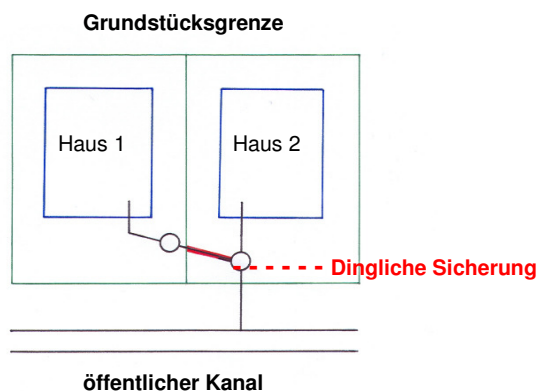 Grundstücksgrenze
Haus 1
Haus 2
Dingliche Sicherung
öffentlicher Kanal